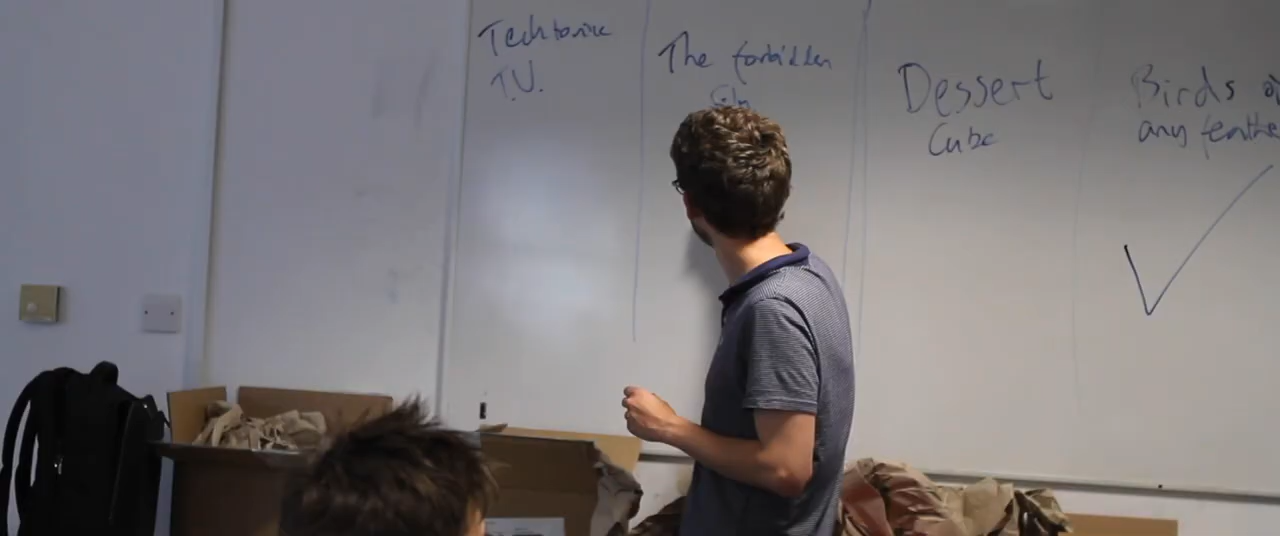 Techtonic
T.U.
The forbidden
Dessert
Cube
Birds
any feathe